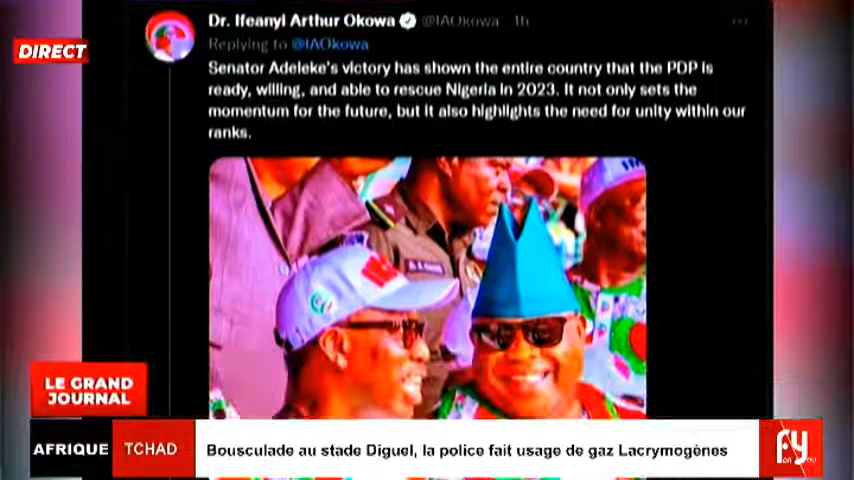 DIRECT
Dr. Ifeanyi Arthur Okowa @IAOkowa 1h
Replying to @IAOkowa
Senator Adeleke's victory has shown the entire country that the PDP is
ready, willing, and able to rescue Nigeria in 2023. It not only sets the
momentum for the future, but it also highlights the need for unity within our
ranks.
LE GRAND
JOURNAL
AFRIQUE TCHAD Bousculade au stade Diguel, la police fait usage de gaz Lacrymogènes